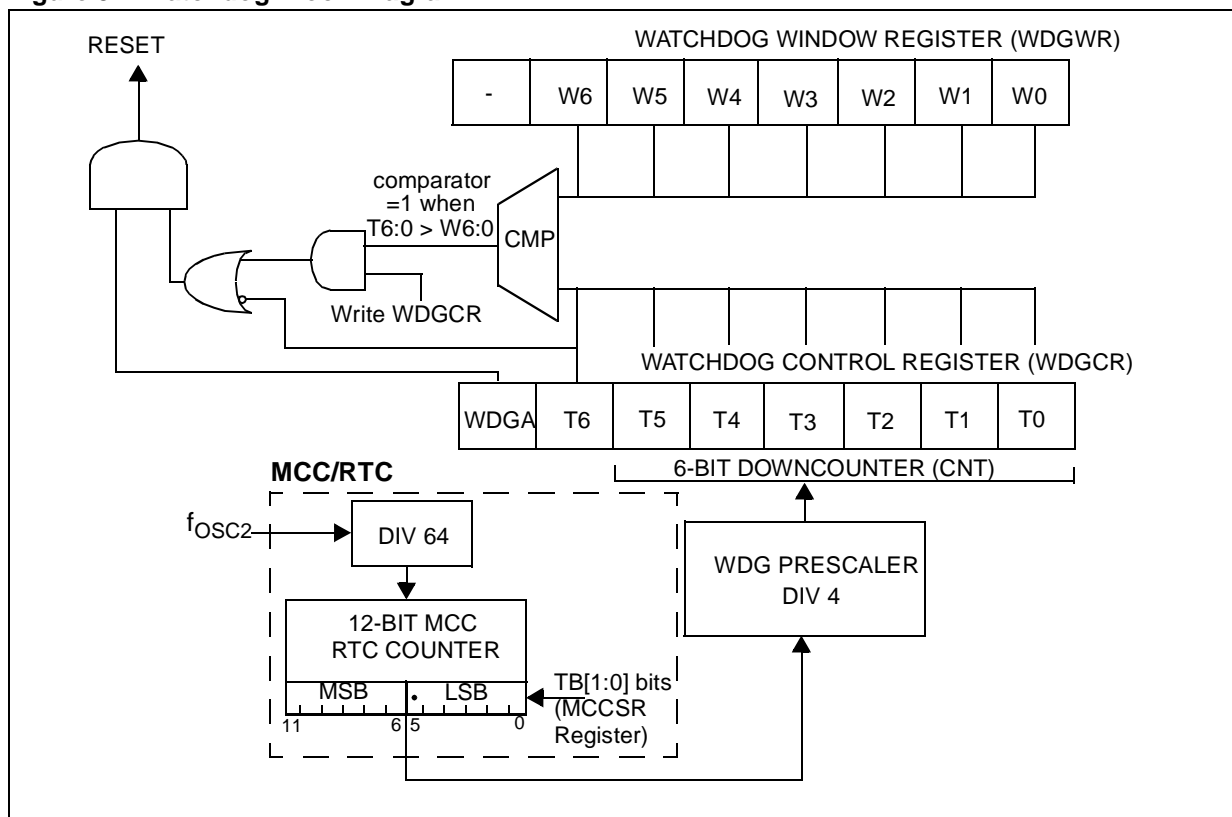 RESET
WATCHDOG WINDOW REGISTER (WDGWR)
- W6 W5 W4 W3 W2 W1 W0
comparator
=1 when
T6:0 > W6:0
CMP
Write WDGCR
WATCHDOG CONTROL REGISTER (WDGCR)
WDGA T6 T5 T4 T3 T2 T1 T0
6-BIT DOWNCOUNTER (CNT)
MCC/RTC
fOSC2
DIV 64
WDG PRESCALER
DIV 4
12-BIT MCC
RTC COUNTER
MSB LSB
11 6 5 0
TB[1:0] bits
(MCCSR
Register)